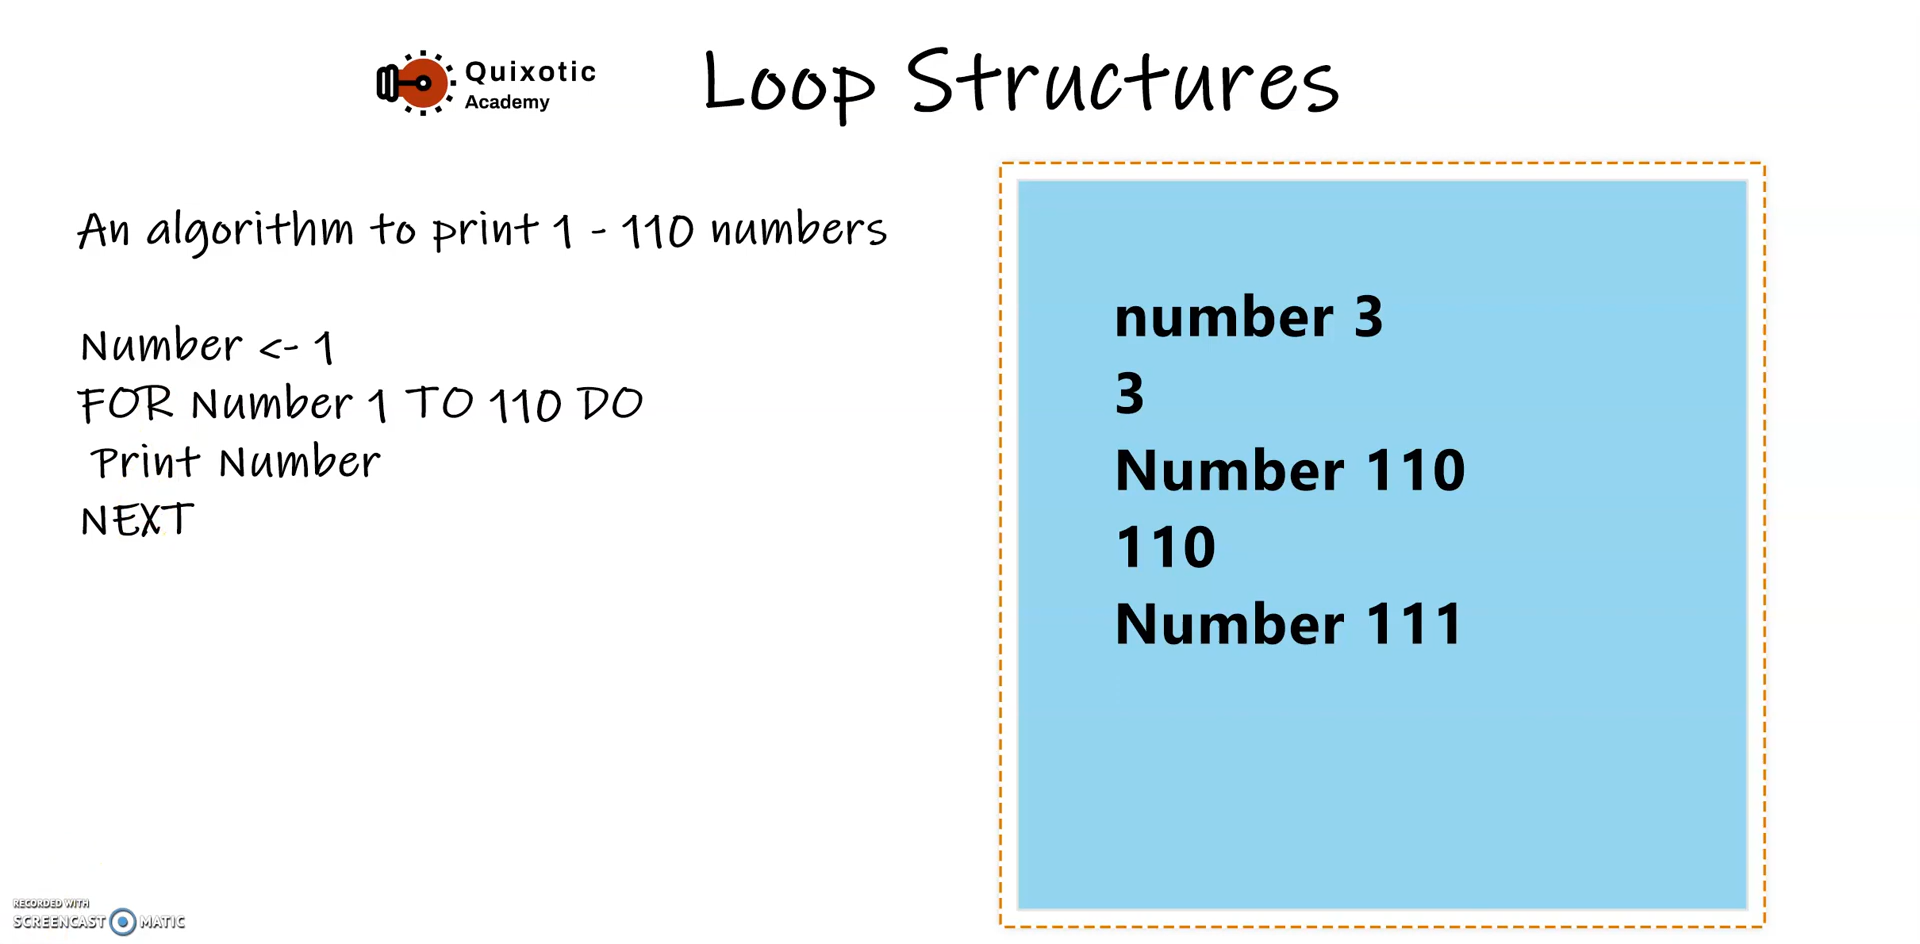 Quixotic
Academy
Loop Structures
An algorithm to print 1 - 110 numbers
Number <- 1
FOR Number 1 TO 110 DO
Print Number
NEXT
number 3
3
Number 110
110
Number 111
RECORDED WITH
SCREENCAST MATIC